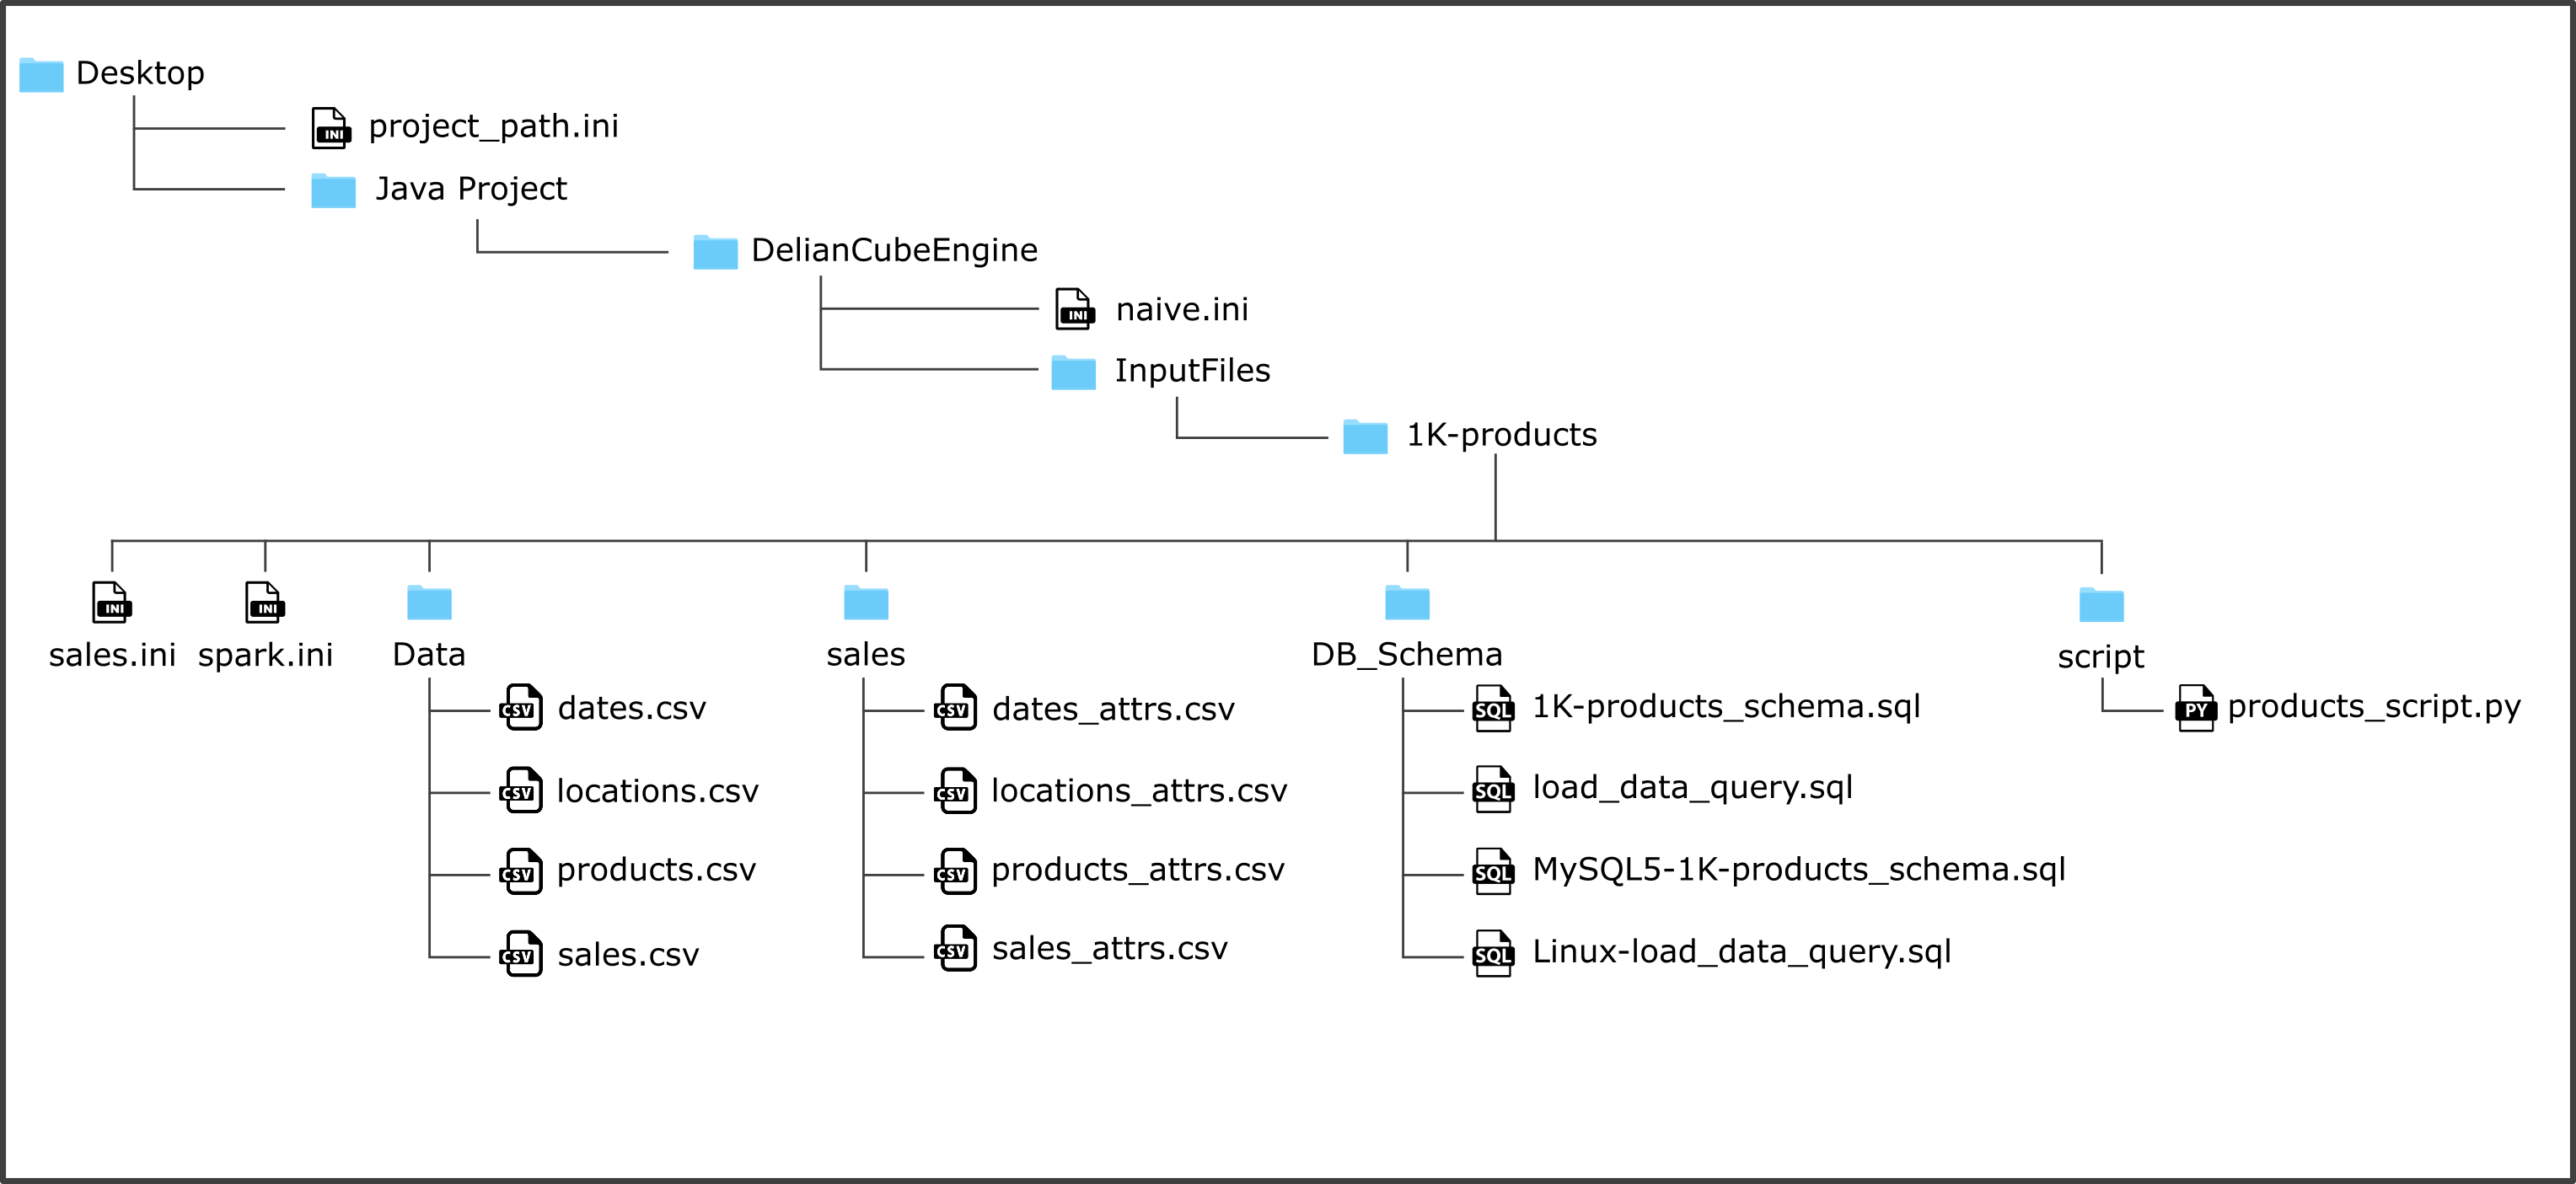 Desktop
INI project_path.ini
Java Project
DelianCubeEngine
INI naive.ini
InputFiles
1K-products
INI INI
sales.ini spark.ini Data sales DB_Schema script
CSV dates.csv CSV dates_attrs.csv SQL 1K-products_schema.sql PY products_script.py
CSV locations.csv CSV locations_attrs.csv SQL load_data_query.sql
CSV products.csv CSV products_attrs.csv SQL MySQL5-1K-products_schema.sql
CSV sales.csv CSV sales_attrs.csv SQL Linux-load_data_query.sql